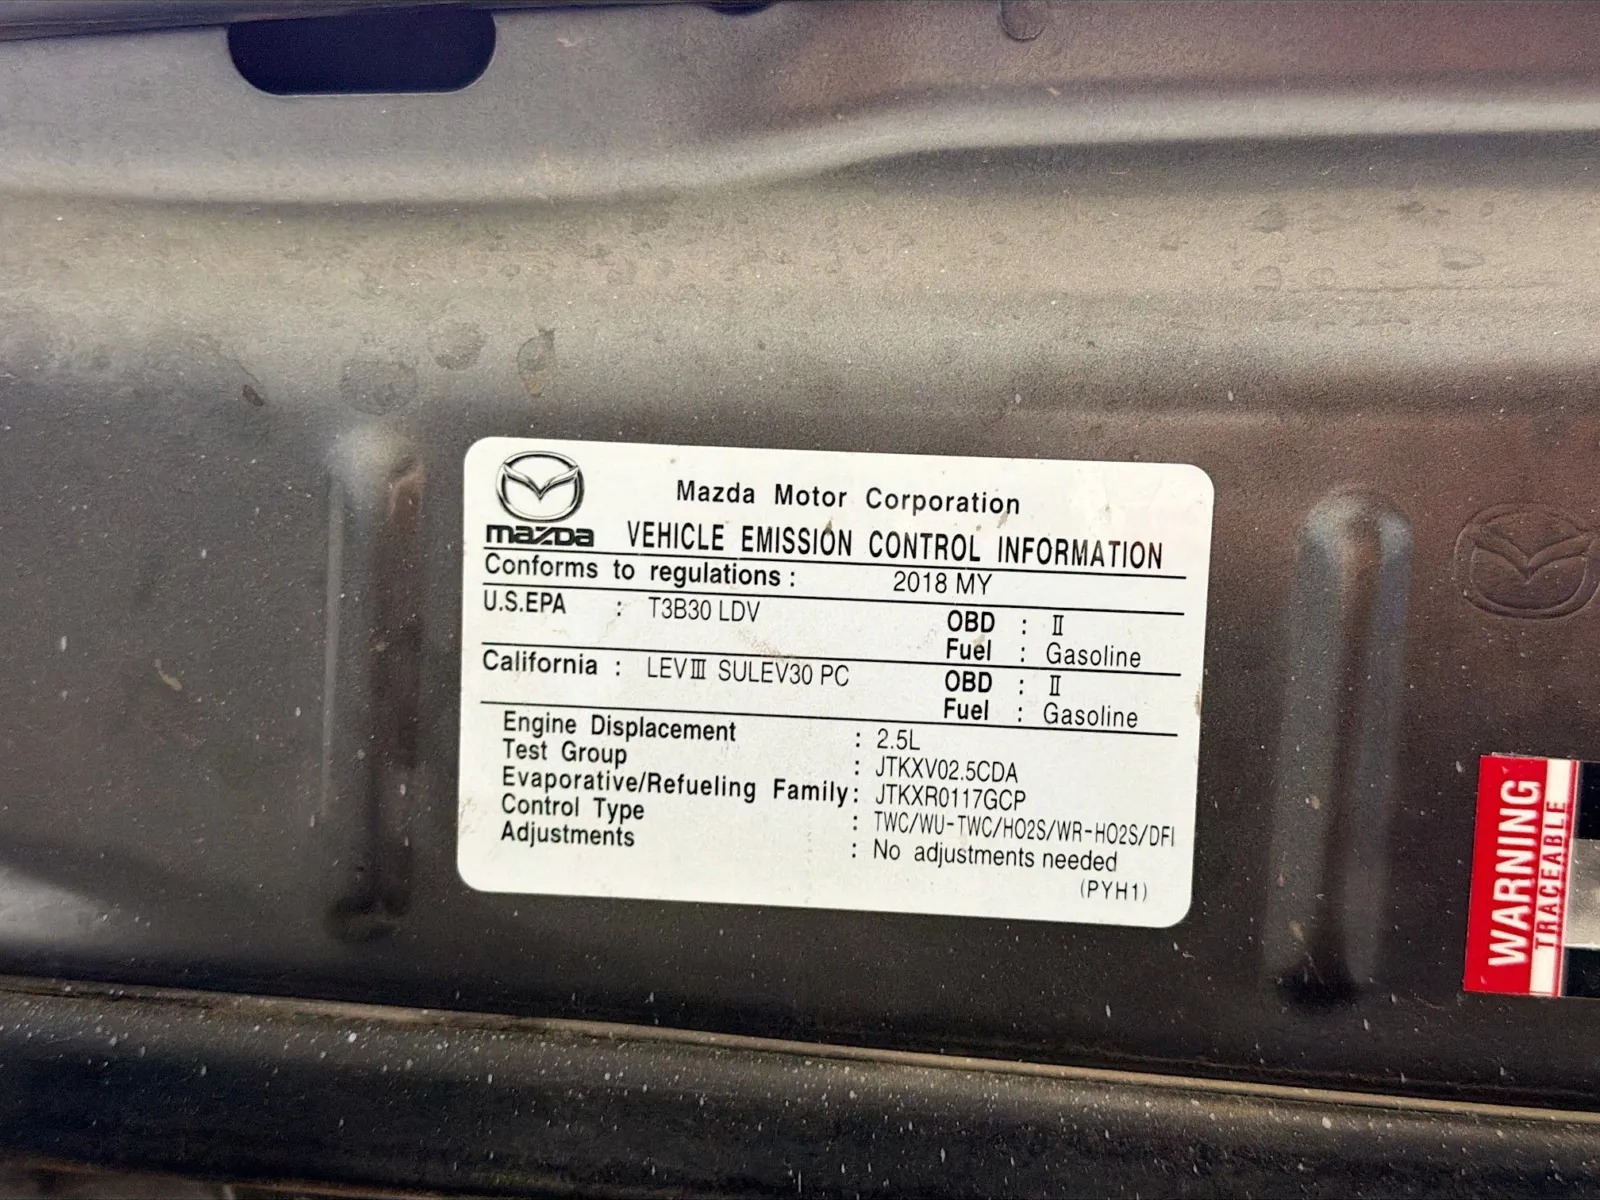 Mazda Motor Corporation
mazda VEHICLE EMISSION CONTROL INFORMATION
Conforms to regulations : 2018 MY
U.S.EPA : T3B30 LDV OBD : Ⅱ
Fuel : Gasoline
California : LEVⅢ SULEV30 PC OBD : Ⅱ
Fuel : Gasoline
Engine Displacement : 2.5L
Test Group : JTKXV02.5CDA
Evaporative/Refueling Family : JTKXR0117GCP
Control Type : TWC/WU-TWC/HO2S/WR-HO2S/DFI
Adjustments : No adjustments needed
(PYH1)
WARNING
TRACEABLE